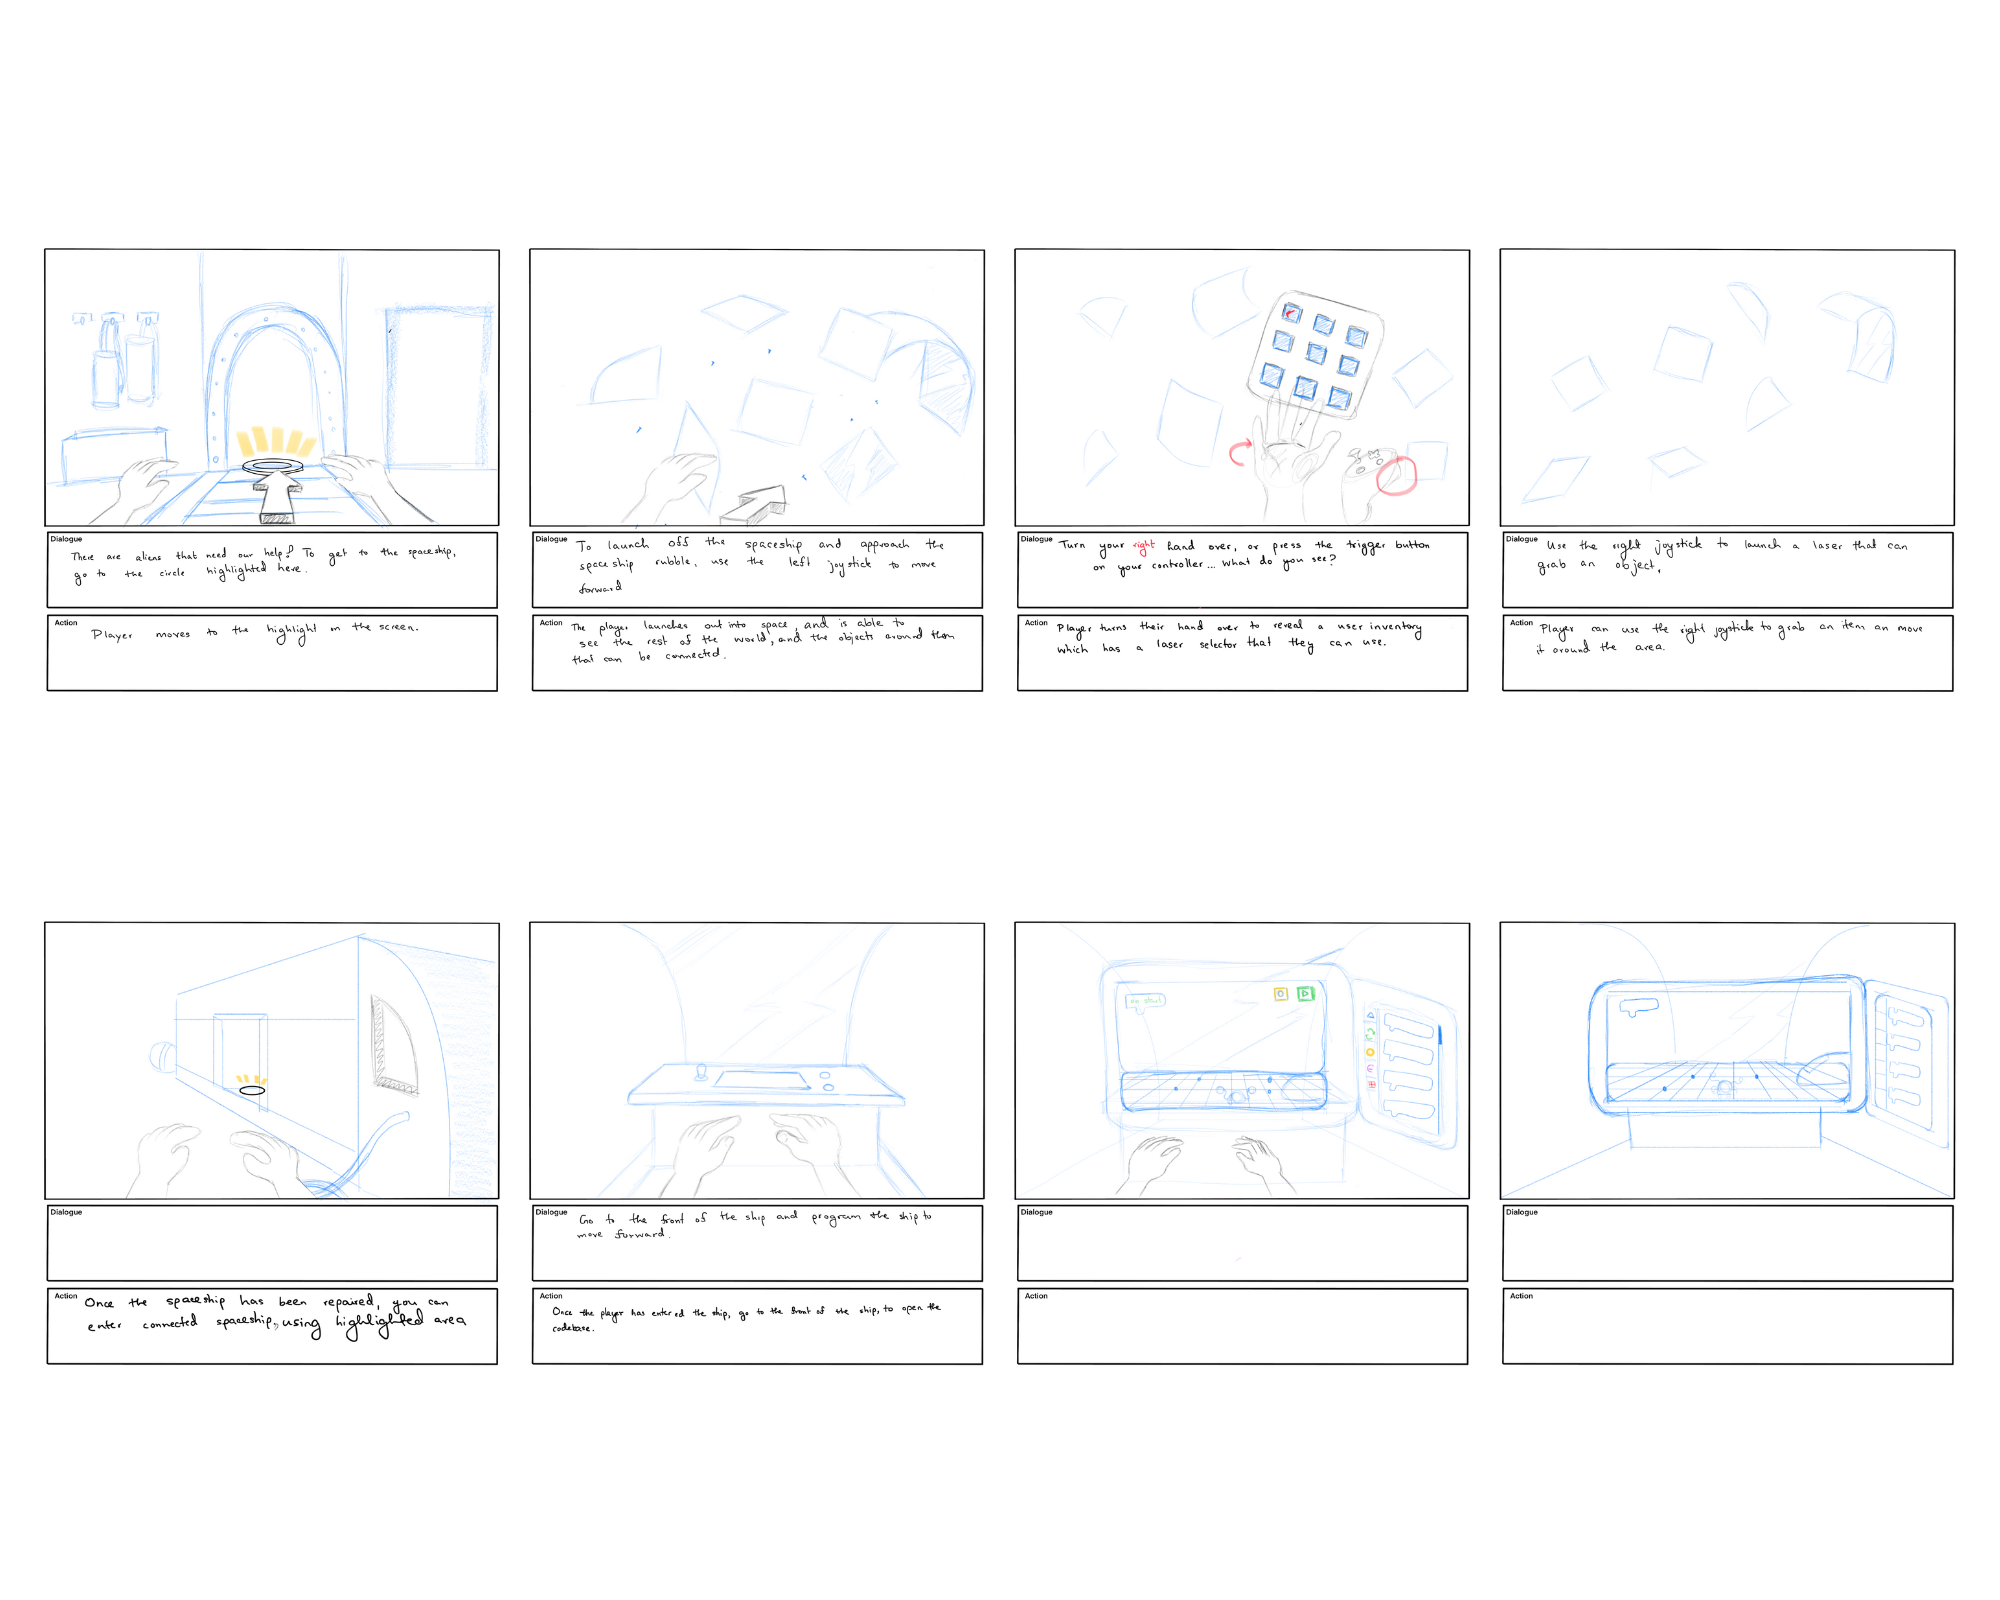 Dialogue
There are aliens that need our help! To get to the spaceship,
go to the circle highlighted here.
Action
Player moves to the highlight on the screen.
Dialogue
To launch off the spaceship and approach the
spaceship rubble, use the left joystick to move
forward
Action
The player launches out into space, and is able to
see the rest of the world, and the objects around them
that can be connected.
Dialogue
Turn your right hand over, or press the trigger button
on your controller... What do you see?
Action
Player turns their hand over to reveal a user inventory
which has a laser selector that they can use.
Dialogue
Use the right joystick to launch a laser that can
grab an object.
Action
Player can use the right joystick to grab an item an move
it around the area.
Dialogue
Action
Once the spaceship has been repaired, you can
enter connected spaceship, using highlighted area
Dialogue
Go to the front of the ship and program the ship to
move forward.
Action
Once the player has entered the ship, go to the front of the ship, to open the
codebase.
start
Dialogue
Action
Dialogue
Action